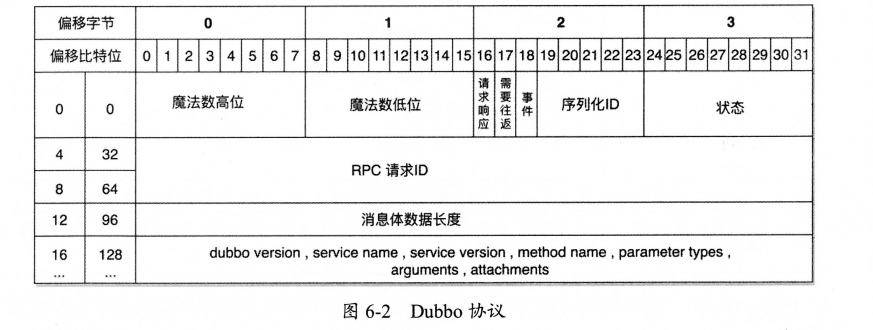 偏移字节 0 1 2 3
偏移比特位 0 1 2 3 4 5 6 7 8 9 10 11 12 13 14 15 16 17 18 19 20 21 22 23 24 25 26 27 28 29 30 31
0 0 魔法数高位 魔法数低位 请求响应 需要往返 事件 序列化ID 状态
4 32
RPC 请求ID
8 64
12 96 消息体数据长度
16 128 dubbo version , service name , service version , method name , parameter types ,
... ... arguments , attachments
图 6-2 Dubbo 协议